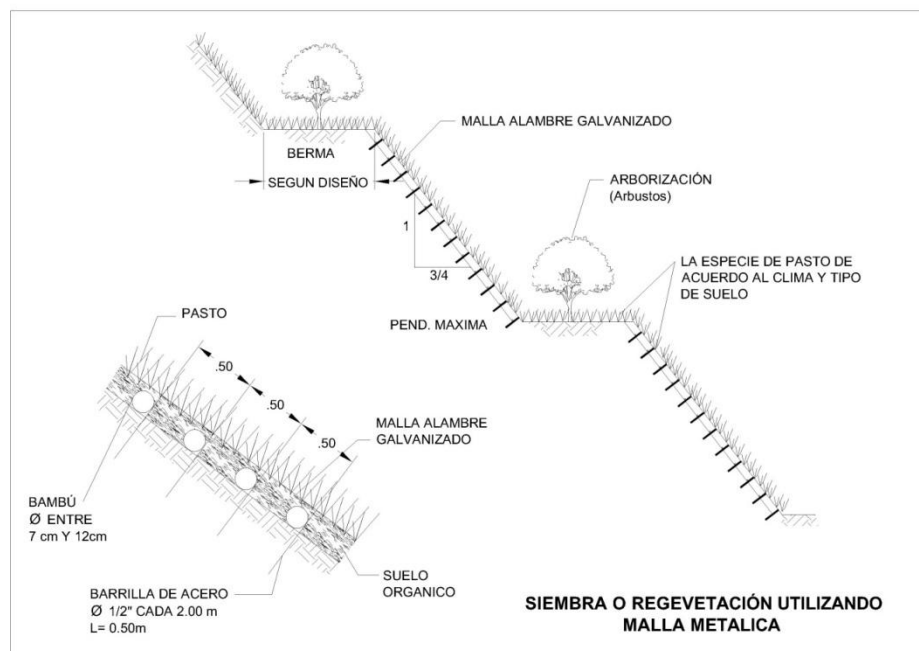 MALLA ALAMBRE GALVANIZADO
BERMA
SEGUN DISEÑO
ARBORIZACIÓN
(Arbustos)
1
3/4
LA ESPECIE DE PASTO DE
ACUERDO AL CLIMA Y TIPO
DE SUELO
PEND. MAXIMA
PASTO
.50
.50
.50
MALLA ALAMBRE
GALVANIZADO
BAMBÚ
Ø ENTRE
7 cm Y 12cm
SUELO
ORGANICO
BARRILLA DE ACERO
Ø 1/2" CADA 2.00 m
L= 0.50m
SIEMBRA O REGEVETACIÓN UTILIZANDO
MALLA METALICA